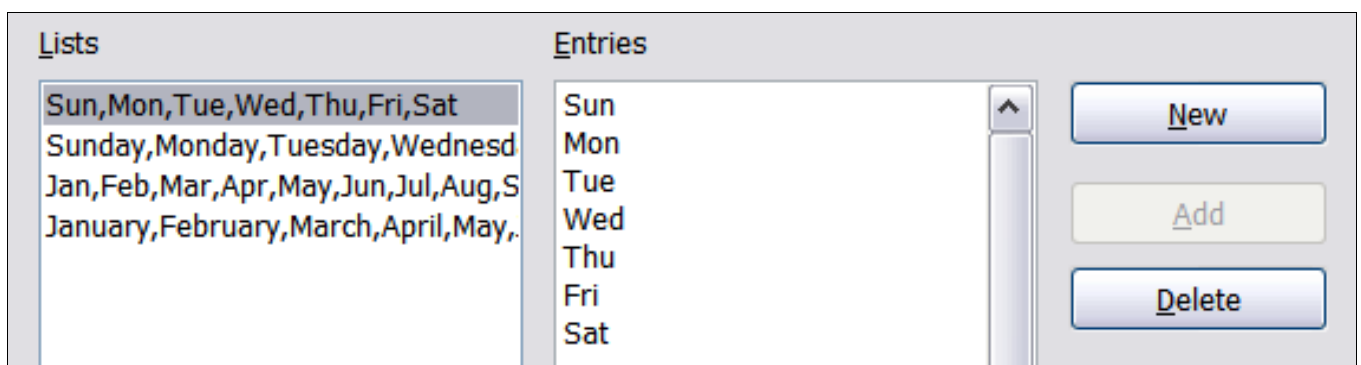 Lists
Sun,Mon,Tue,Wed,Thu,Fri,Sat
Sunday,Monday,Tuesday,Wednesd
Jan,Feb,Mar,Apr,May,Jun,Jul,Aug,S
January,February,March,April,May,.
Entries
Sun
Mon
Tue
Wed
Thu
Fri
Sat
New
Add
Delete